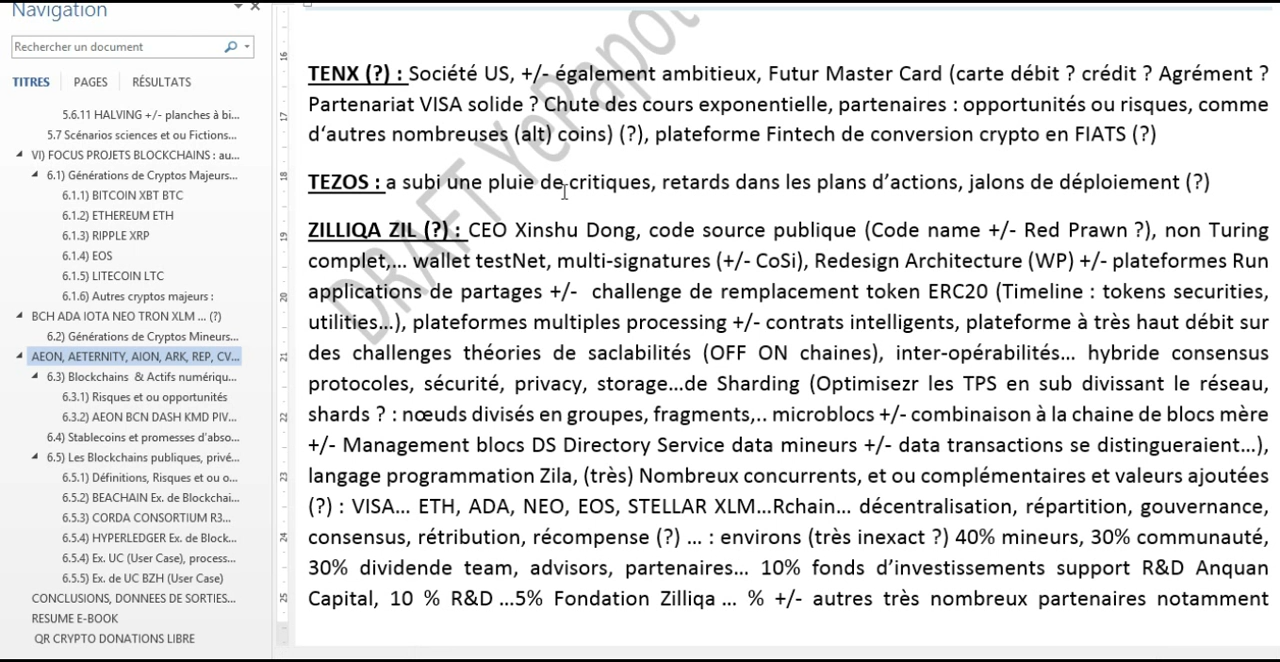 Navigation
Rechercher un document
TITRES PAGES RÉSULTATS
5.6.11 HALVING +/- planches à bi...
5.7 Scénarios sciences et ou Fictions...
VI) FOCUS PROJETS BLOCKCHAINS : au...
6.1) Générations de Cryptos Majeurs...
6.1.1) BITCOIN XBT BTC
6.1.2) ETHEREUM ETH
6.1.3) RIPPLE XRP
6.1.4) EOS
6.1.5) LITECOIN LTC
6.1.6) Autres cryptos majeurs :
BCH ADA IOTA NEO TRON XLM ... (?)
6.2) Générations de Cryptos Mineurs...
AEON, AETERNITY, AION, ARK, REP, CV...
6.3) Blockchains & Actifs numériqu...
6.3.1) Risques et ou opportunités
6.3.2) AEON BCN DASH KMD PIV...
6.4) Stablecoins et promesses d'abso...
6.5) Les Blockchains publiques, privé...
6.5.1) Définitions, Risques et ou o...
6.5.2) BEACHAIN Ex. de Blockchai...
6.5.3) CORDA CONSORTIUM R3...
6.5.4) HYPERLEDGER Ex. de Block...
6.5.4) Ex. UC (User Case), process...
6.5.5) Ex. de UC BZH (User Case)
CONCLUSIONS, DONNEES DE SORTIES...
RESUME E-BOOK
QR CRYPTO DONATIONS LIBRE
16
17
18
19
20
21
22
23
24
25
TENX (?) : Société US, +/- également ambitieux, Futur Master Card (carte débit ? crédit ? Agrément ?
Partenariat VISA solide ? Chute des cours exponentielle, partenaires : opportunités ou risques, comme
d'autres nombreuses (alt) coins) (?), plateforme Fintech de conversion crypto en FIATS (?)
TEZOS : a subi une pluie de critiques, retards dans les plans d'actions, jalons de déploiement (?)
ZILLIQA ZIL (?) : CEO Xinshu Dong, code source publique (Code name +/- Red Prawn ?), non Turing
complet,... wallet testNet, multi-signatures (+/- CoSi), Redesign Architecture (WP) +/- plateformes Run
applications de partages +/- challenge de remplacement token ERC20 (Timeline : tokens securities,
utilities...), plateformes multiples processing +/- contrats intelligents, plateforme à très haut débit sur
des challenges théories de saclabilités (OFF ON chaines), inter-opérabilités... hybride consensus
protocoles, sécurité, privacy, storage...de Sharding (Optimisezr les TPS en sub divissant le réseau,
shards ? : nœuds divisés en groupes, fragments,.. microblocs +/- combinaison à la chaine de blocs mère
+/- Management blocs DS Directory Service data mineurs +/- data transactions se distingueraient...),
langage programmation Zila, (très) Nombreux concurrents, et ou complémentaires et valeurs ajoutées
(?) : VISA... ETH, ADA, NEO, EOS, STELLAR XLM...Rchain... décentralisation, répartition, gouvernance,
consensus, rétribution, récompense (?) ... : environs (très inexact ?) 40% mineurs, 30% communauté,
30% dividende team, advisors, partenaires... 10% fonds d'investissements support R&D Anquan
Capital, 10 % R&D ...5% Fondation Zilliqa ... % +/- autres très nombreux partenaires notamment
DRAFT YePapot